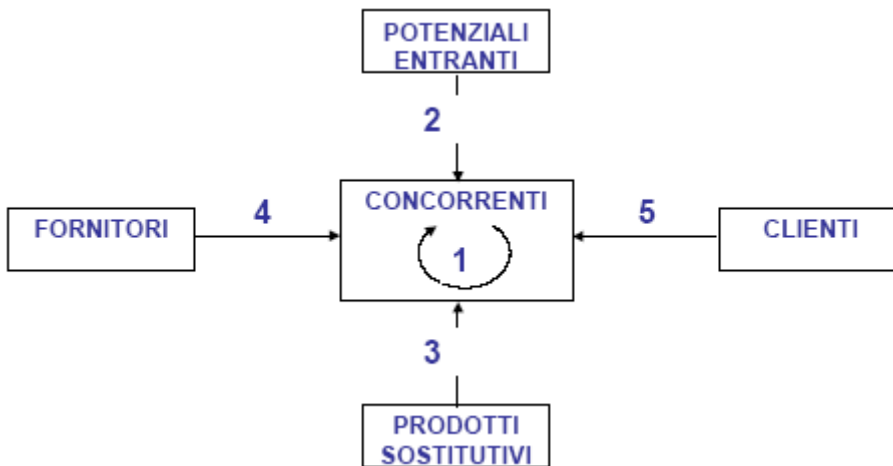 POTENZIALI
ENTRANTI
2
CONCORRENTI
FORNITORI
4
5
CLIENTI
1
3
PRODOTTI
SOSTITUTIVI